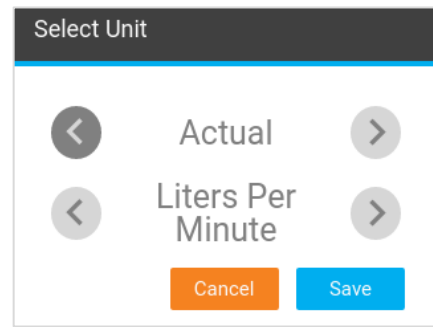 Select Unit
Actual
Liters Per
Minute
Cancel Save